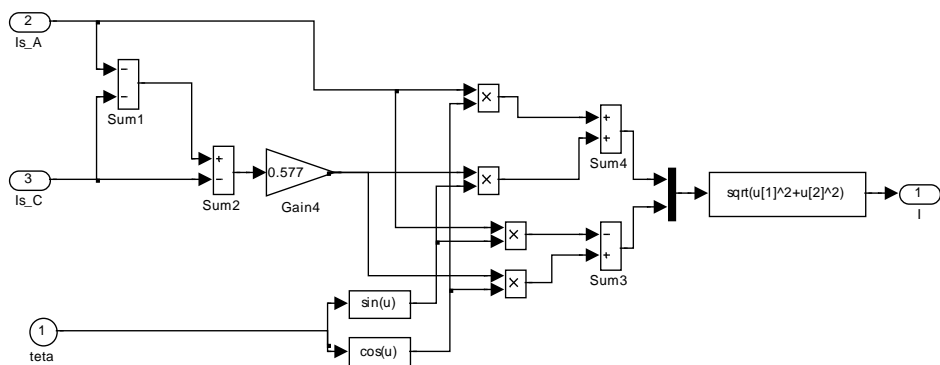 2
Is_A
−
−
Sum1
3
Is_C
+
−
Sum2
0.577
Gain4
×
×
×
×
+
+
Sum4
−
+
Sum3
sin(u)
cos(u)
1
teta
sqrt(u[1]^2+u[2]^2)
1
I